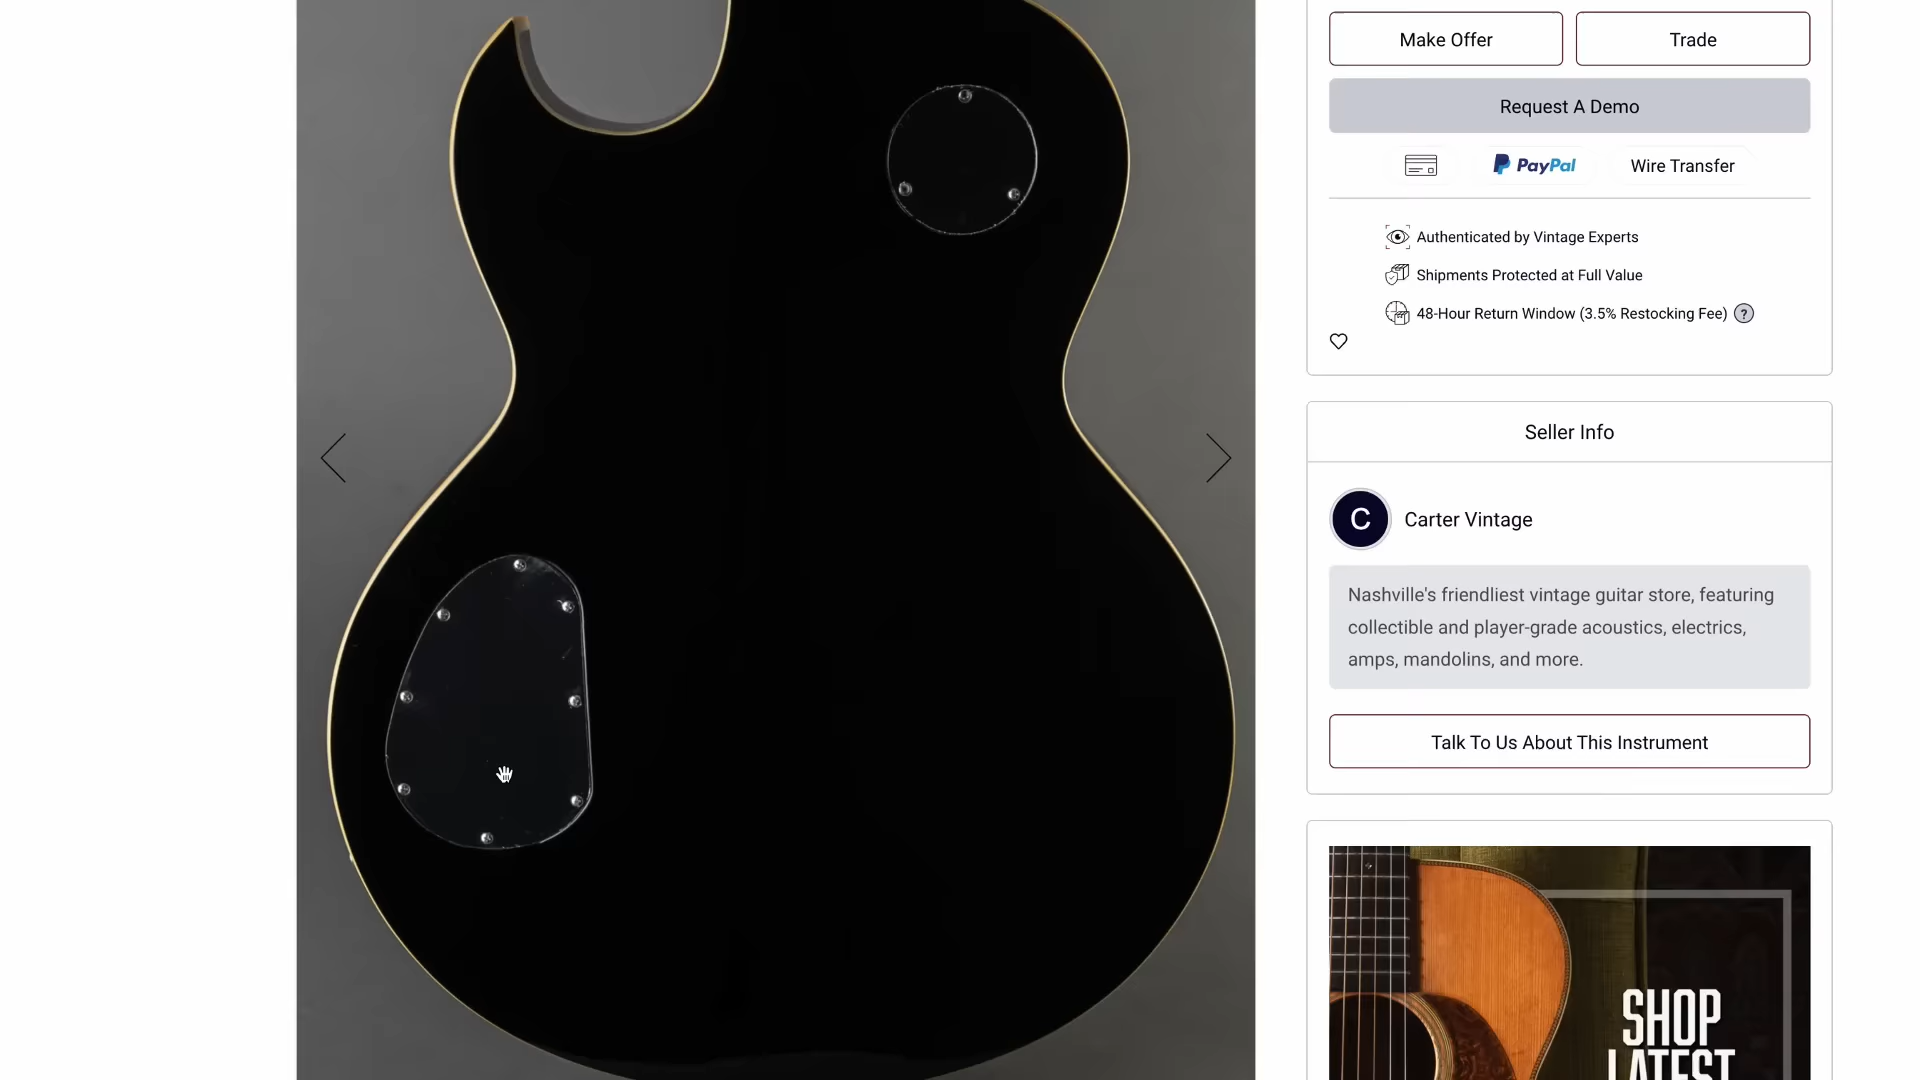 Make Offer
Trade
Request A Demo
PayPal
Wire Transfer
Authenticated by Vintage Experts
Shipments Protected at Full Value
48-Hour Return Window (3.5% Restocking Fee) ?
Seller Info
C
Carter Vintage
Nashville's friendliest vintage guitar store, featuring
collectible and player-grade acoustics, electrics,
amps, mandolins, and more.
Talk To Us About This Instrument
SHOP
LATEST